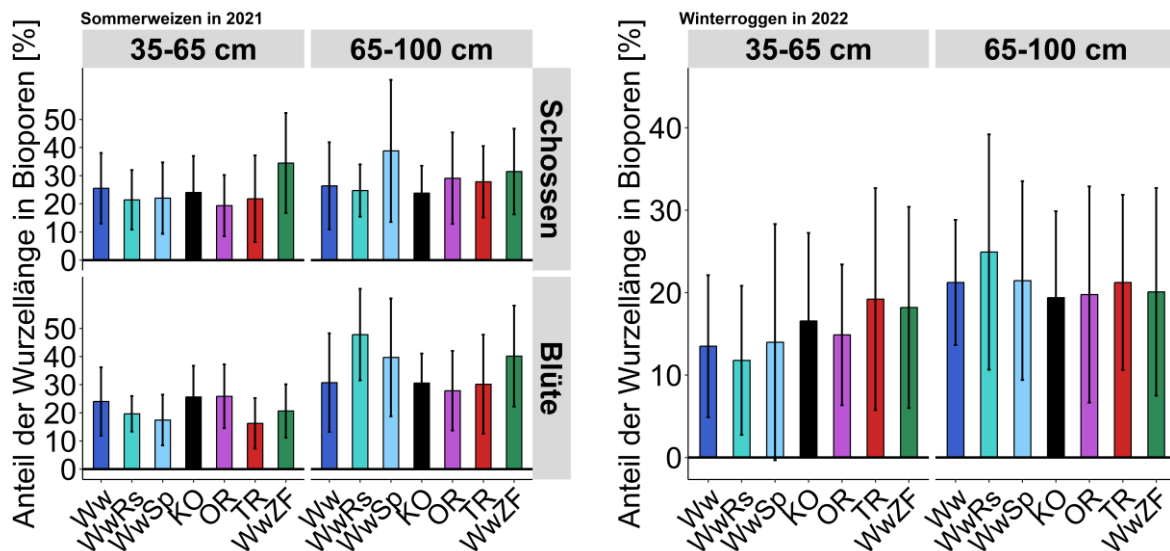 Sommerweizen in 2021
35-65 cm 65-100 cm
Anteil der Wurzellänge in Bioporen [%]
50
40
30
20
10
0
Schossen
50
40
30
20
10
0
Blüte
Ww WwRs WwSp KO OR TR WwZF Ww WwRs WwSp KO OR TR WwZF
Winterroggen in 2022
35-65 cm 65-100 cm
Anteil der Wurzellänge in Bioporen [%]
40
30
20
10
0
Ww WwRs WwSp KO OR TR WwZF Ww WwRs WwSp KO OR TR WwZF